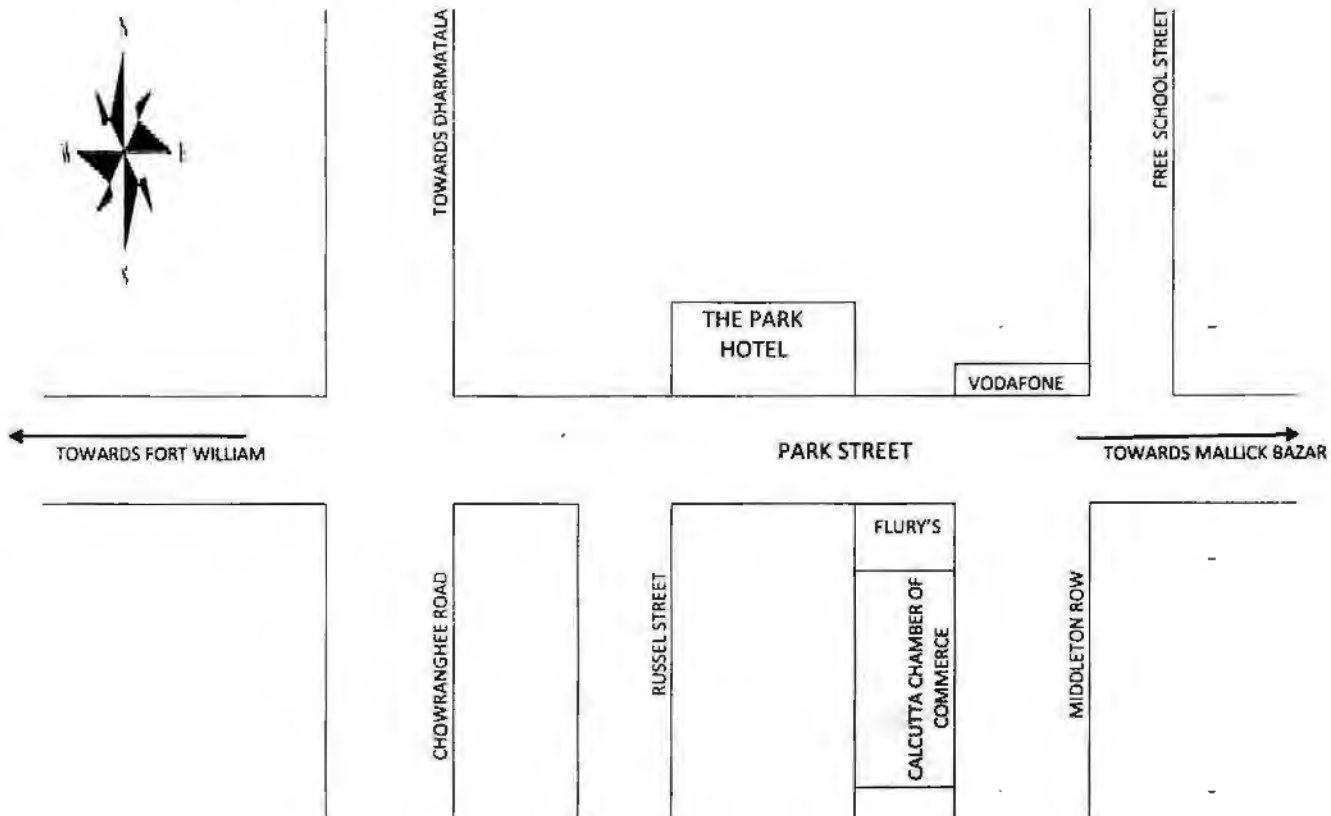 N
TOWARDS DHARMATALA
FREE SCHOOL STREET
W
E
THE PARK
HOTEL
VODAFONE
TOWARDS FORT WILLIAM
PARK STREET
TOWARDS MALLICK BAZAR
FLURY'S
CHOWRANGHEE ROAD
RUSSEL STREET
CALCUTTA CHAMBER OF
COMMERCE
MIDDLETON ROW
S